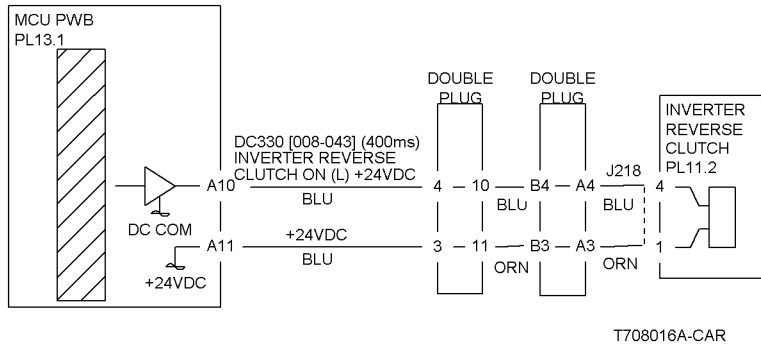 MCU PWB
PL13.1
DOUBLE
PLUG
DOUBLE
PLUG
INVERTER
REVERSE
CLUTCH
PL11.2
DC330 [008-043] (400ms)
INVERTER REVERSE
CLUTCH ON (L) +24VDC
J218
A10
4
10
B4
A4
4
BLU
BLU
BLU
DC COM
A11
+24VDC
3
11
B3
A3
1
BLU
ORN
ORN
+24VDC
T708016A-CAR